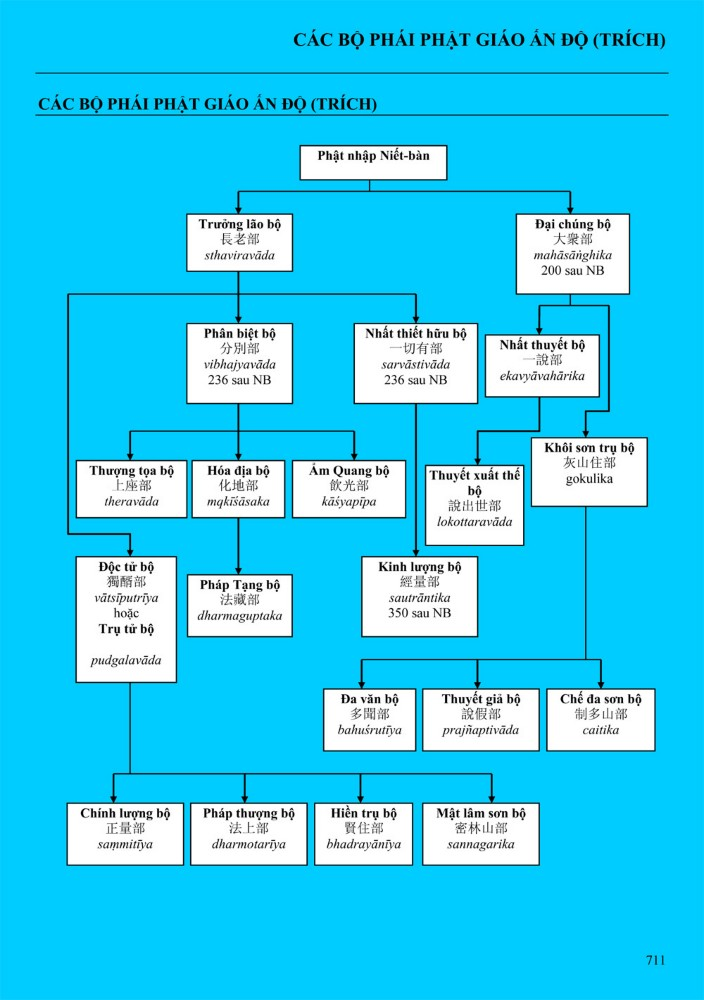 CÁC BỘ PHÁI PHẬT GIÁO ẤN ĐỘ (TRÍCH)
CÁC BỘ PHÁI PHẬT GIÁO ẤN ĐỘ (TRÍCH)
Phật nhập Niết-bàn
Trưởng lão bộ
長老部
sthaviravāda
Đại chúng bộ
大衆部
mahāsāṅghika
200 sau NB
Phân biệt bộ
分別部
vibhajyavāda
236 sau NB
Nhất thiết hữu bộ
一切有部
sarvāstivāda
236 sau NB
Nhất thuyết bộ
一說部
ekavyāvahārika
Thượng tọa bộ
上座部
theravāda
Hóa địa bộ
化地部
mqkīśāsaka
Ẩm Quang bộ
飲光部
kāśyapīpa
Thuyết xuất thế
bộ
說出世部
lokottaravāda
Khôi sơn trụ bộ
灰山住部
gokulika
Độc tử bộ
獨醑部
vātsīputrīya
hoặc
Trụ tử bộ
pudgalavāda
Pháp Tạng bộ
法藏部
dharmaguptaka
Kinh lượng bộ
經量部
sautrāntika
350 sau NB
Đa văn bộ
多聞部
bahuśrutīya
Thuyết giả bộ
說假部
prajñaptivāda
Chế đa sơn bộ
制多山部
caitika
Chính lượng bộ
正量部
saṃmitīya
Pháp thượng bộ
法上部
dharmotarīya
Hiền trụ bộ
賢住部
bhadrayānīya
Mật lâm sơn bộ
密林山部
sannagarika
711